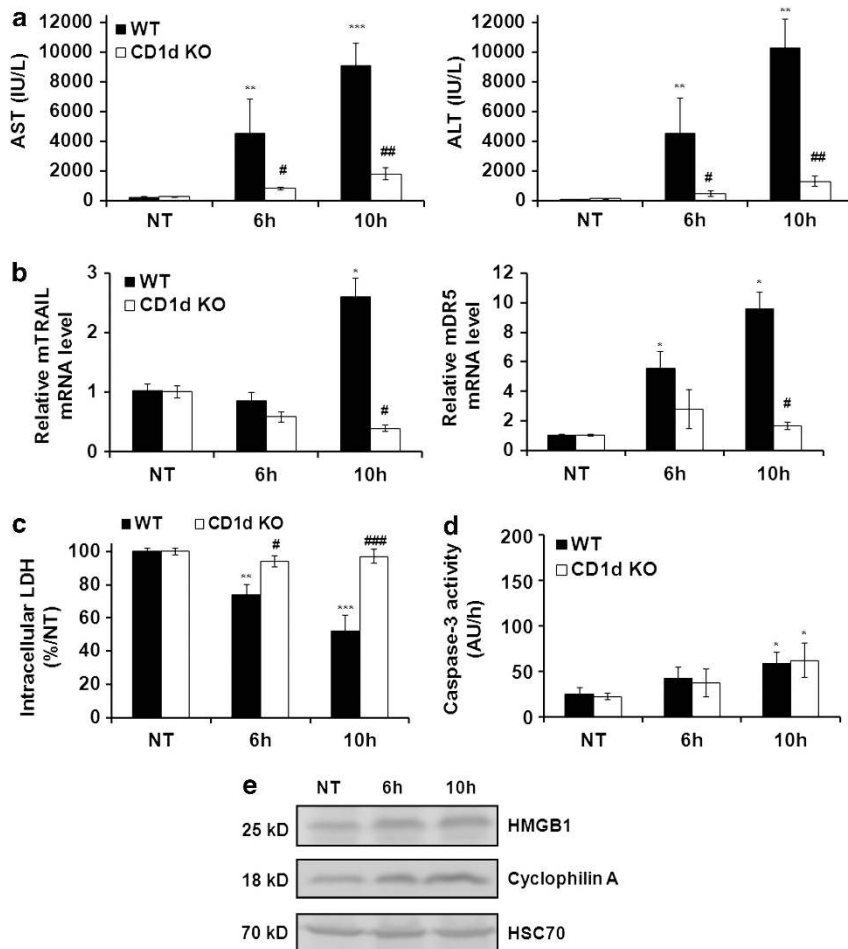 a
WT
CD1d KO
AST (IU/L)
14000
12000
10000
8000
6000
4000
2000
0
**
#
***
##
NT 6h 10h
ALT (IU/L)
14000
12000
10000
8000
6000
4000
2000
0
**
#
**
##
NT 6h 10h
b
WT
CD1d KO
Relative mTRAIL
mRNA level
3
2
1
0
*
#
NT 6h 10h
Relative mDR5
mRNA level
12
10
8
6
4
2
0
*
*
#
NT 6h 10h
c
WT CD1d KO
Intracellular LDH
(%/NT)
100
80
60
40
20
0
**
#
***
###
NT 6h 10h
d
WT
CD1d KO
Caspase-3 activity
(AU/h)
200
150
100
50
0
*
*
NT 6h 10h
e
NT 6h 10h
25 kD HMGB1
18 kD Cyclophilin A
70 kD HSC70